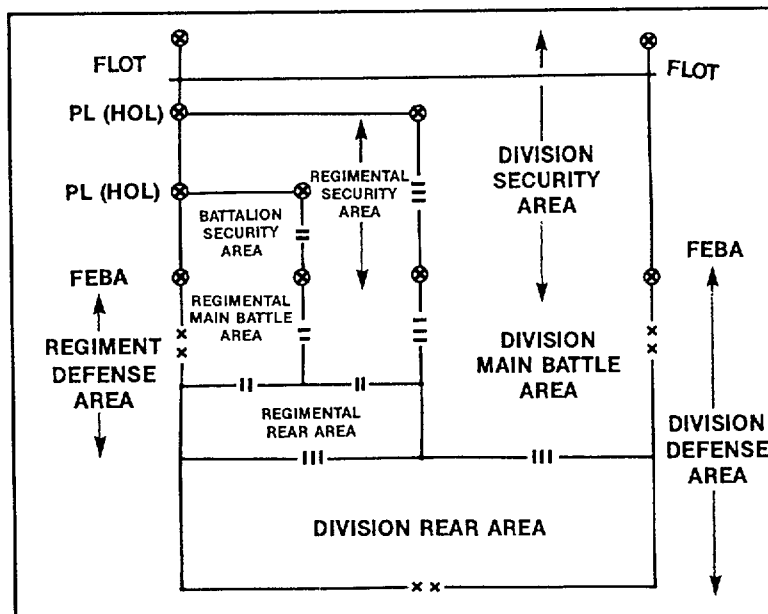 FLOT
FLOT
PL (HOL)
REGIMENTAL
SECURITY
AREA
DIVISION
SECURITY
AREA
PL (HOL)
BATTALION
SECURITY
AREA
FEBA
FEBA
REGIMENTAL
MAIN BATTLE
AREA
REGIMENT
DEFENSE
AREA
DIVISION
MAIN BATTLE
AREA
REGIMENTAL
REAR AREA
DIVISION
DEFENSE
AREA
DIVISION REAR AREA